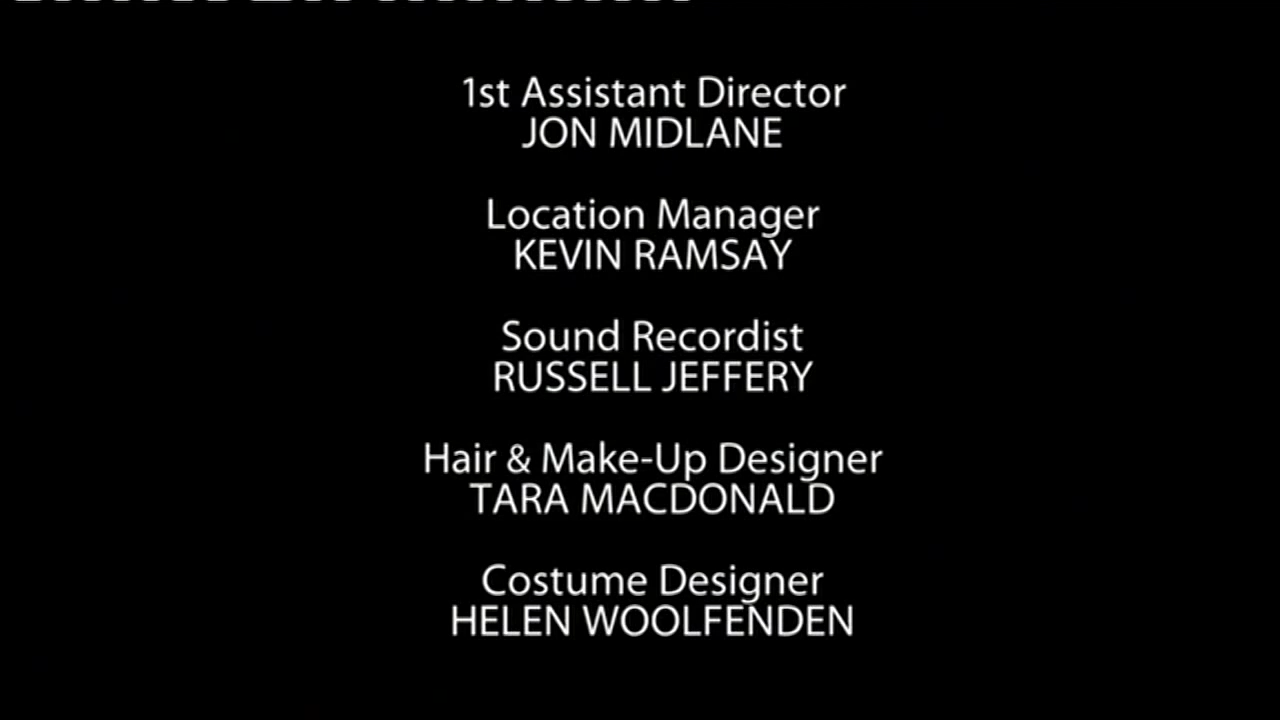 1st Assistant Director
JON MIDLANE
Location Manager
KEVIN RAMSAY
Sound Recordist
RUSSELL JEFFERY
Hair & Make-Up Designer
TARA MACDONALD
Costume Designer
HELEN WOOLFENDEN